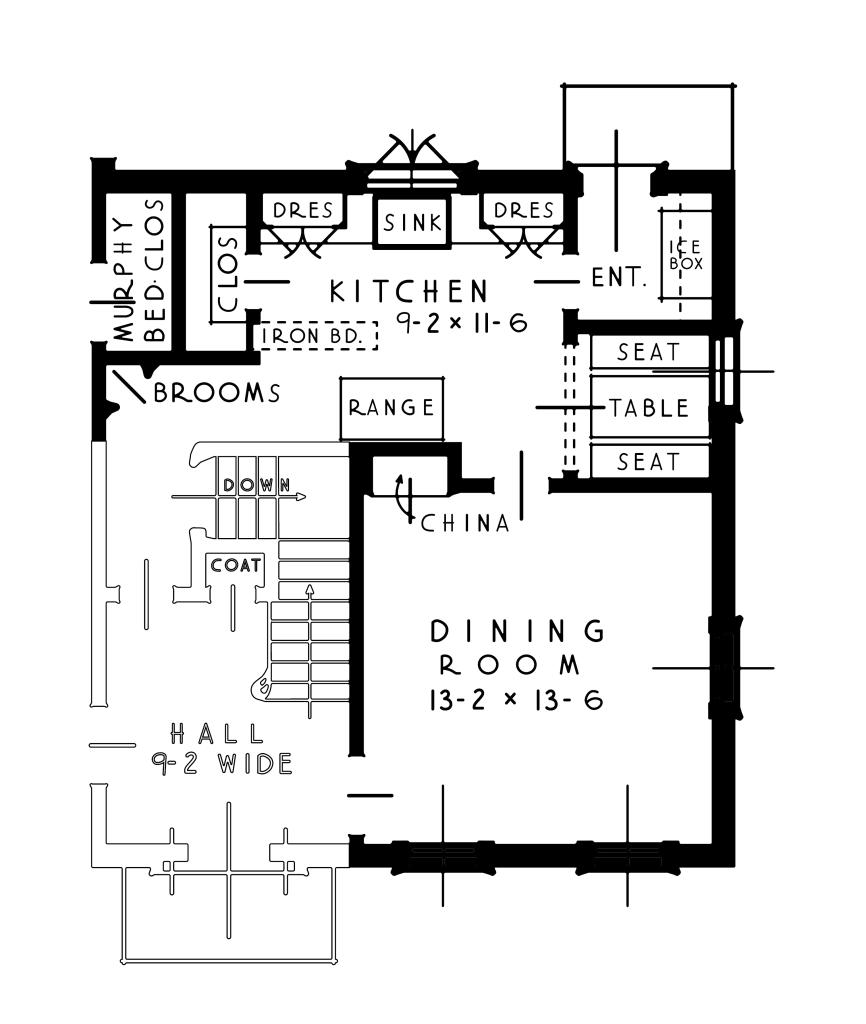 DRES
SINK
DRES
MURPHY
BED·CLOS
CLOS
KITCHEN
9-2 × 11-6
ENT.
ICE
BOX
IRON BD.
SEAT
BROOMS
RANGE
TABLE
SEAT
DOWN
CHINA
COAT
DINING
ROOM
13-2 × 13-6
HALL
9-2 WIDE